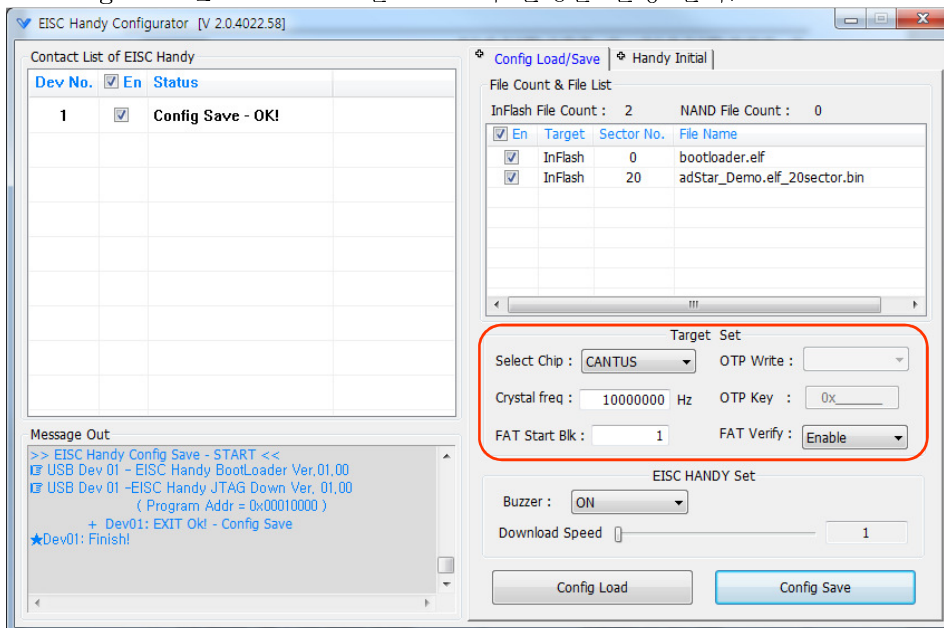 EISC Handy Configurator [V 2.0.4022.58]
Contact List of EISC Handy
Dev No. En Status
1 Config Save - OK!
Message Out
>> EISC Handy Config Save - START <<
☞ USB Dev 01 - EISC Handy BootLoader Ver,01,00
☞ USB Dev 01 -EISC Handy JTAG Down Ver, 01,00
( Program Addr = 0x00010000 )
+ Dev01: EXIT Ok! - Config Save
★Dev01: Finish!
Config Load/Save Handy Initial
File Count & File List
InFlash File Count : 2 NAND File Count : 0
En Target Sector No. File Name
InFlash 0 bootloader.elf
InFlash 20 adStar_Demo.elf_20sector.bin
Target Set
Select Chip : CANTUS OTP Write :
Crystal freq : 10000000 Hz OTP Key : 0x______
FAT Start Blk : 1 FAT Verify : Enable
EISC HANDY Set
Buzzer : ON
Download Speed 1
Config Load Config Save